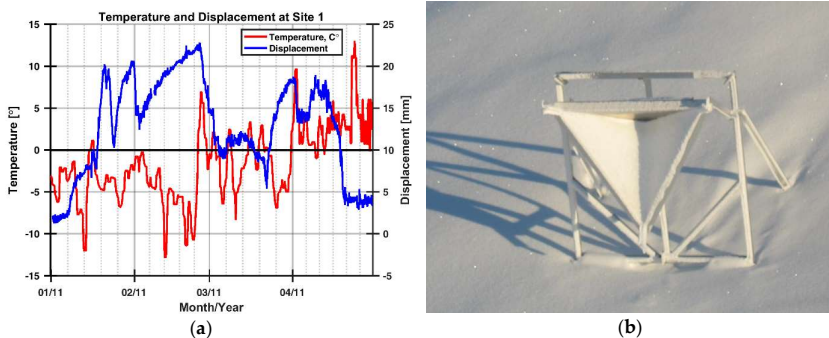 Temperature and Displacement at Site 1
15
10
5
0
-5
-10
-15
25
20
15
10
5
0
-5
Temperature, C°
Displacement
Temperature [°]
Displacement [mm]
01/11
02/11
03/11
04/11
Month/Year
(a)
(b)